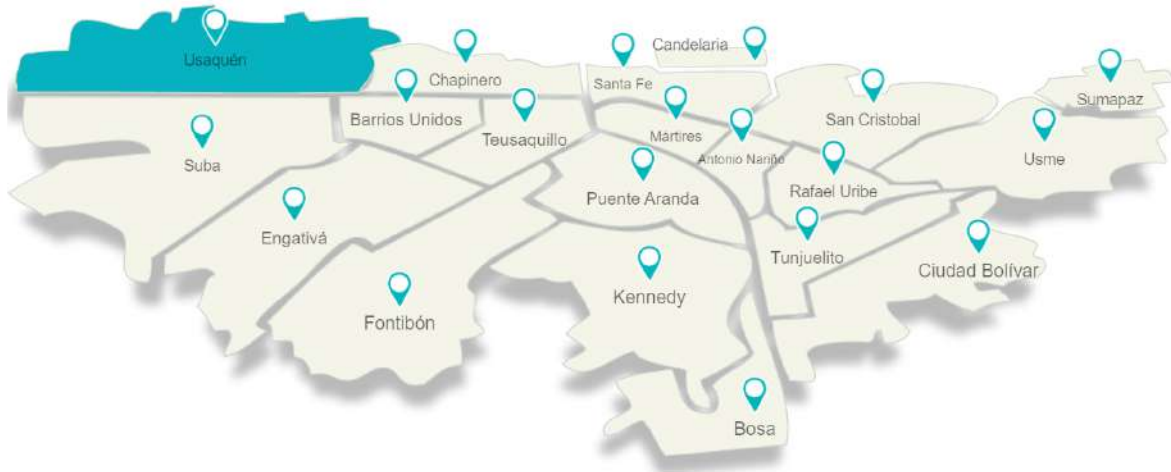 Usaquén
Candelaria
Chapinero
Santa Fe
Sumapaz
Barrios Unidos
San Cristobal
Teusaquillo
Mártires
Suba
Antonio Nariño
Usme
Puente Aranda
Rafael Uribe
Engativá
Tunjuelito
Ciudad Bolívar
Kennedy
Fontibón
Bosa